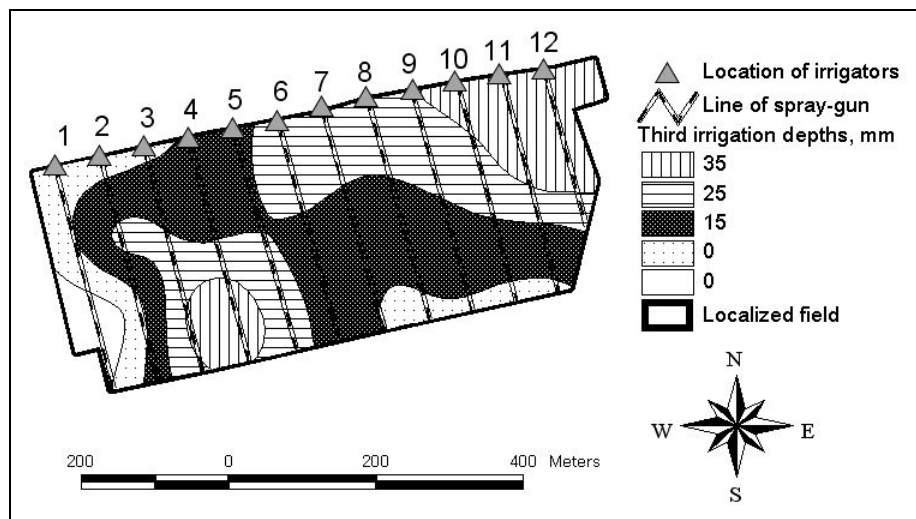 1 2 3 4 5 6 7 8 9 10 11 12
Location of irrigators
Line of spray-gun
Third irrigation depths, mm
35
25
15
0
0
Localized field
N
W E
S
200 0 200 400 Meters